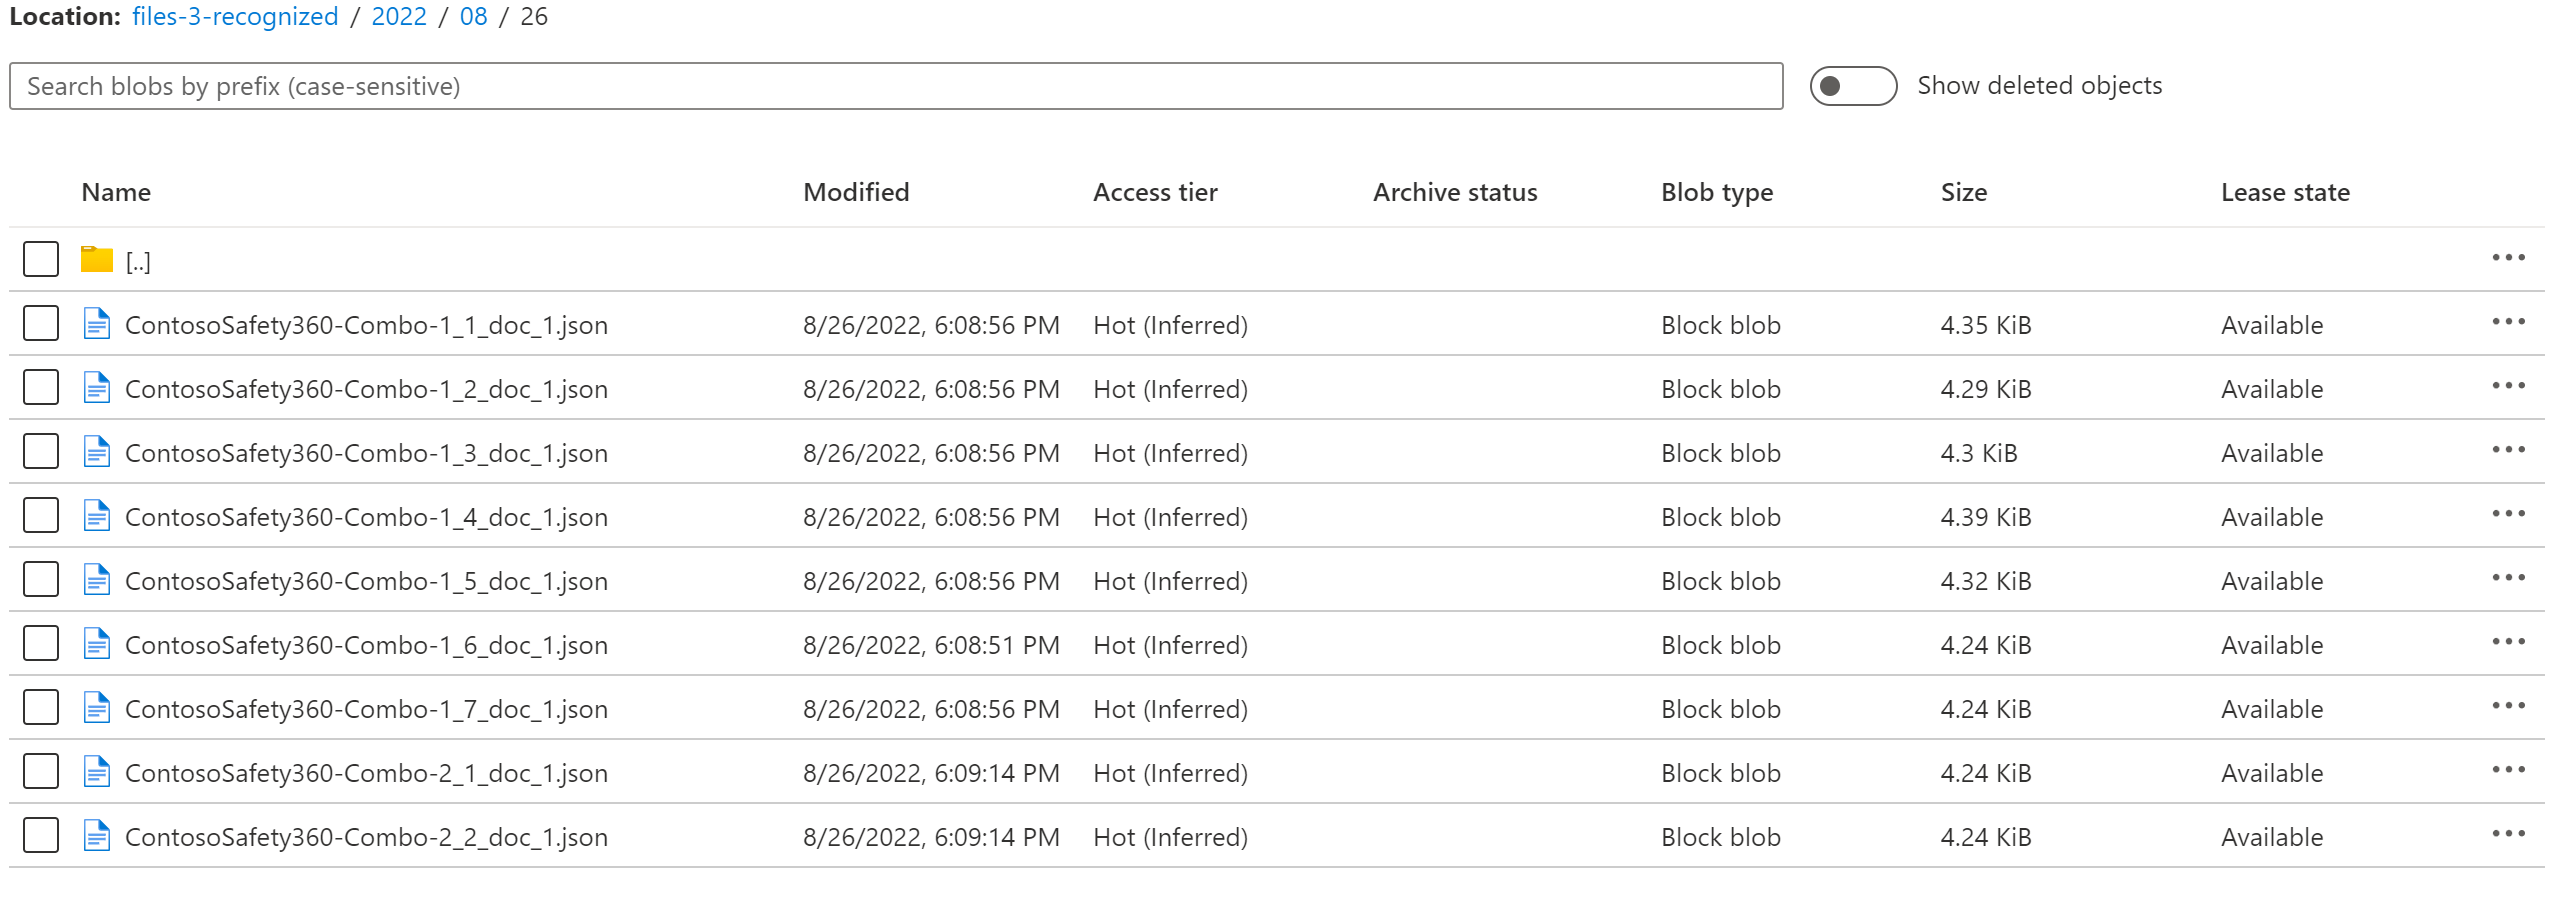 Location: files-3-recognized / 2022 / 08 / 26
Search blobs by prefix (case-sensitive) Show deleted objects
Name Modified Access tier Archive status Blob type Size Lease state
[..]
ContosoSafety360-Combo-1_1_doc_1.json 8/26/2022, 6:08:56 PM Hot (Inferred) Block blob 4.35 KiB Available
ContosoSafety360-Combo-1_2_doc_1.json 8/26/2022, 6:08:56 PM Hot (Inferred) Block blob 4.29 KiB Available
ContosoSafety360-Combo-1_3_doc_1.json 8/26/2022, 6:08:56 PM Hot (Inferred) Block blob 4.3 KiB Available
ContosoSafety360-Combo-1_4_doc_1.json 8/26/2022, 6:08:56 PM Hot (Inferred) Block blob 4.39 KiB Available
ContosoSafety360-Combo-1_5_doc_1.json 8/26/2022, 6:08:56 PM Hot (Inferred) Block blob 4.32 KiB Available
ContosoSafety360-Combo-1_6_doc_1.json 8/26/2022, 6:08:51 PM Hot (Inferred) Block blob 4.24 KiB Available
ContosoSafety360-Combo-1_7_doc_1.json 8/26/2022, 6:08:56 PM Hot (Inferred) Block blob 4.24 KiB Available
ContosoSafety360-Combo-2_1_doc_1.json 8/26/2022, 6:09:14 PM Hot (Inferred) Block blob 4.24 KiB Available
ContosoSafety360-Combo-2_2_doc_1.json 8/26/2022, 6:09:14 PM Hot (Inferred) Block blob 4.24 KiB Available